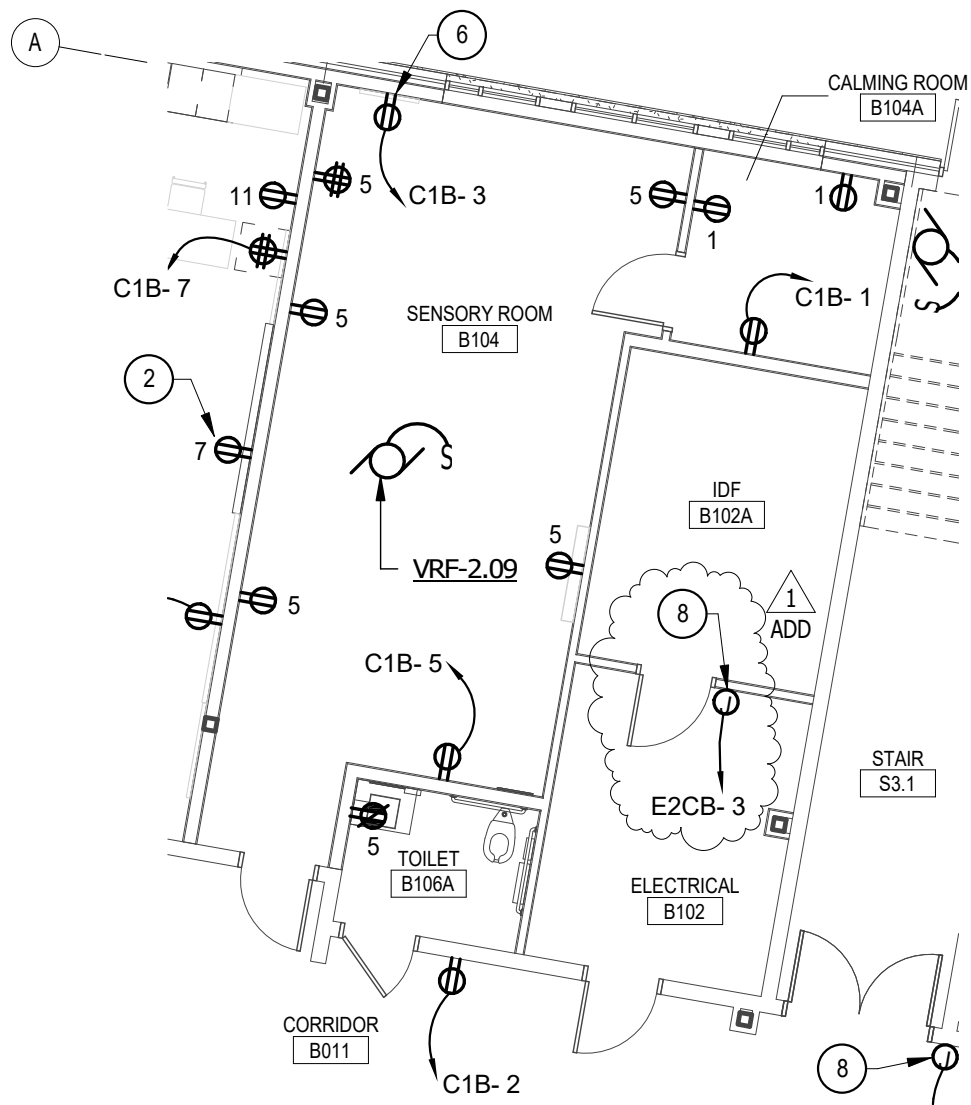 A
6
CALMING ROOM
B104A
11
5
C1B- 3
5
1
1
C1B- 7
C1B- 1
S
5
SENSORY ROOM
B104
2
7
S
IDF
B102A
5
VRF-2.09
8
1
ADD
5
C1B- 5
STAIR
S3.1
E2CB- 3
5
TOILET
B106A
ELECTRICAL
B102
CORRIDOR
B011
8
C1B- 2